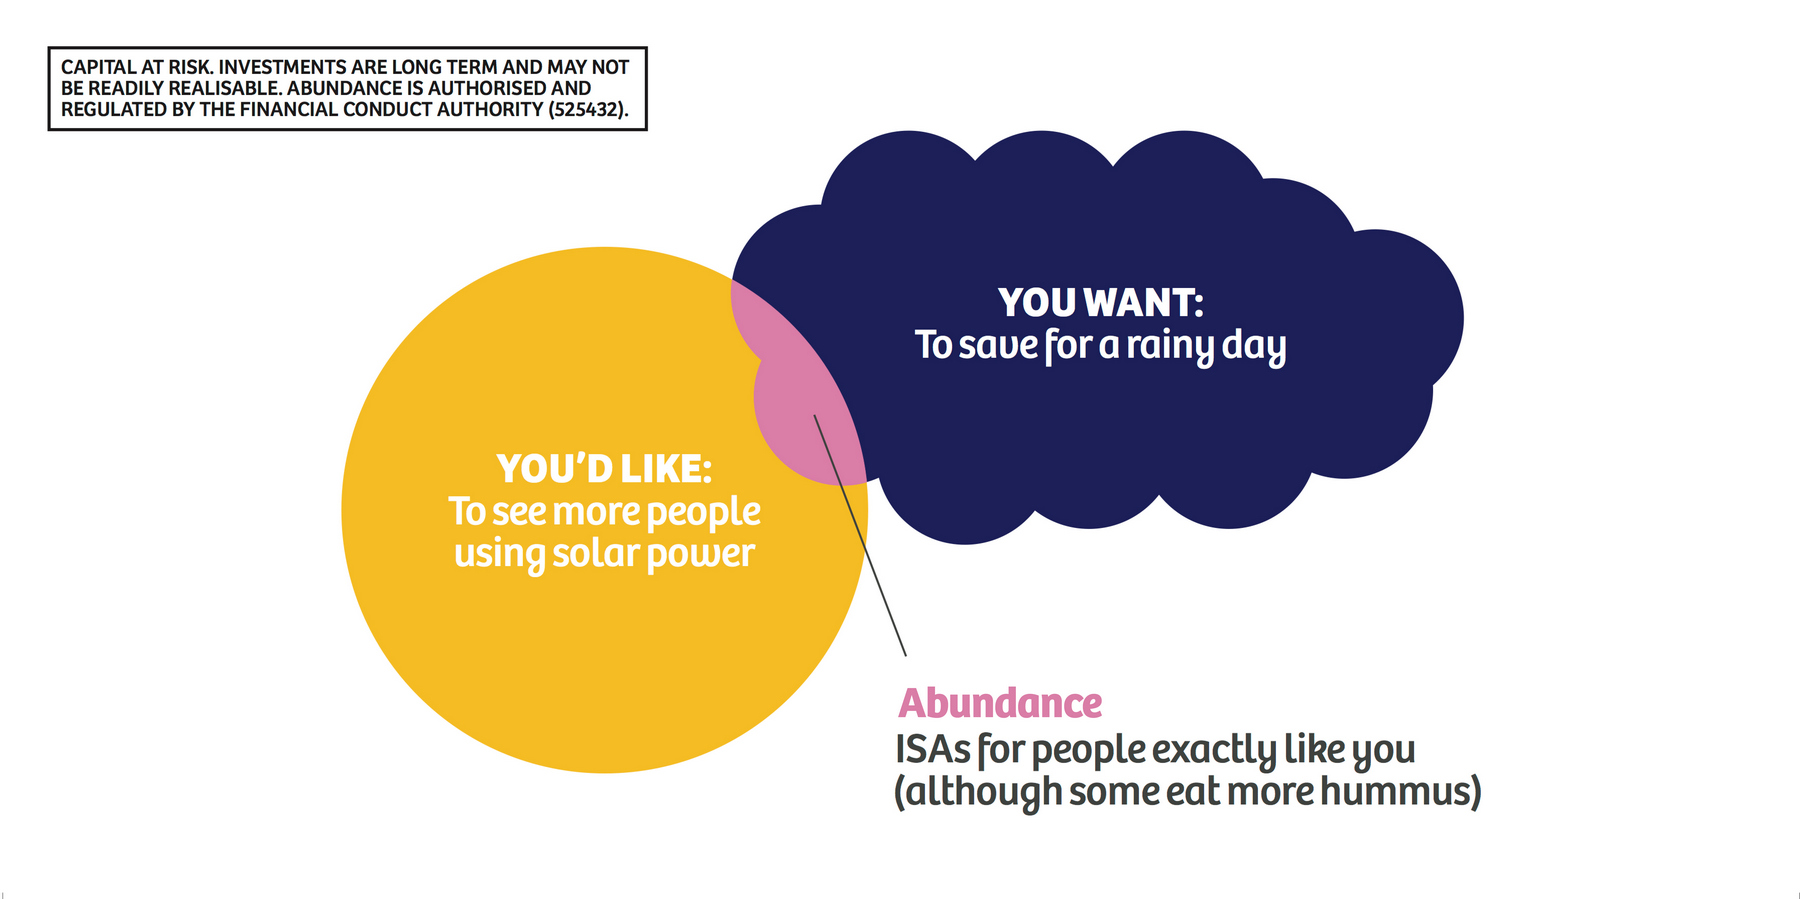 CAPITAL AT RISK. INVESTMENTS ARE LONG TERM AND MAY NOT
BE READILY REALISABLE. ABUNDANCE IS AUTHORISED AND
REGULATED BY THE FINANCIAL CONDUCT AUTHORITY (525432).
YOU WANT:
To save for a rainy day
YOU'D LIKE:
To see more people
using solar power
Abundance
ISAs for people exactly like you
(although some eat more hummus)